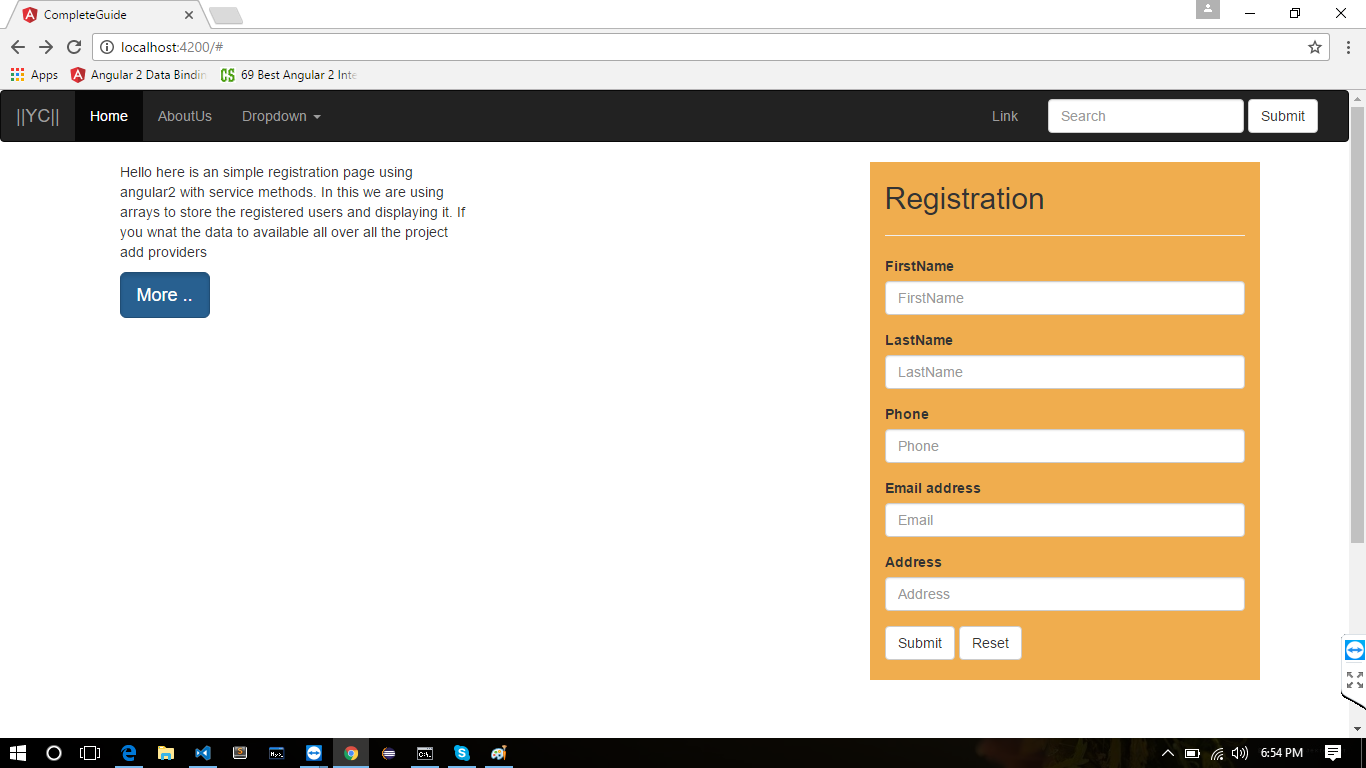 CompleteGuide
localhost:4200/#
Apps
Angular 2 Data Bindin
69 Best Angular 2 Inte
||YC||
Home
AboutUs
Dropdown
Link
Search
Submit
Hello here is an simple registration page using
angular2 with service methods. In this we are using
arrays to store the registered users and displaying it. If
you wnat the data to available all over all the project
add providers
More ..
Registration
FirstName
FirstName
LastName
LastName
Phone
Phone
Email address
Email
Address
Address
Submit
Reset
6:54 PM